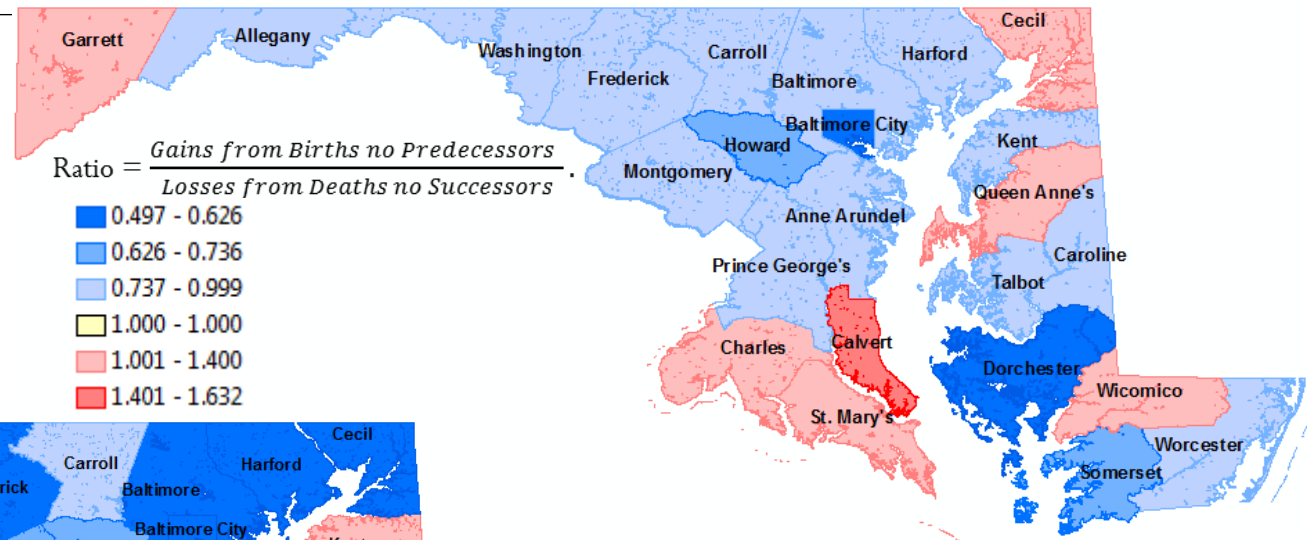 Garrett
Allegany
Washington
Frederick
Carroll
Baltimore
Harford
Cecil
Baltimore City
Howard
Montgomery
Kent
Queen Anne's
Anne Arundel
Caroline
Prince George's
Talbot
Charles
Calvert
Dorchester
Wicomico
St. Mary's
Worcester
Somerset
Ratio = Gains from Births no Predecessors
Losses from Deaths no Successors .
0.497 - 0.626
0.626 - 0.736
0.737 - 0.999
1.000 - 1.000
1.001 - 1.400
1.401 - 1.632
Cecil
Carroll
Harford
rick
Baltimore
Baltimore City